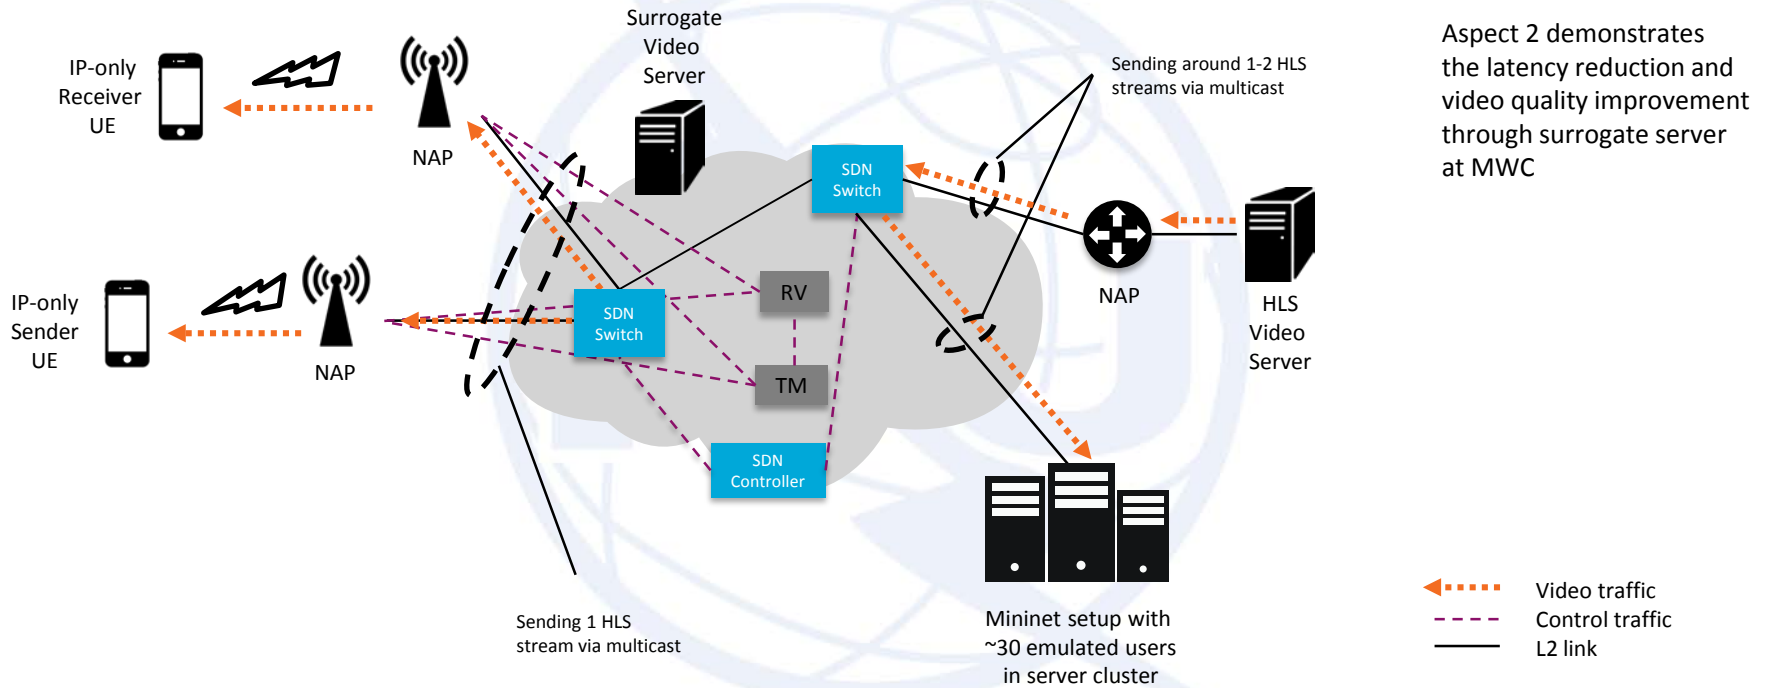 Surrogate
Video
Server
IP-only
Receiver
UE
NAP
Sending around 1-2 HLS
streams via multicast
Aspect 2 demonstrates
the latency reduction and
video quality improvement
through surrogate server
at MWC
SDN
Switch
IP-only
Sender
UE
NAP
SDN
Switch
RV
TM
NAP
HLS
Video
Server
SDN
Controller
Sending 1 HLS
stream via multicast
Mininet setup with
~30 emulated users
in server cluster
Video traffic
Control traffic
L2 link